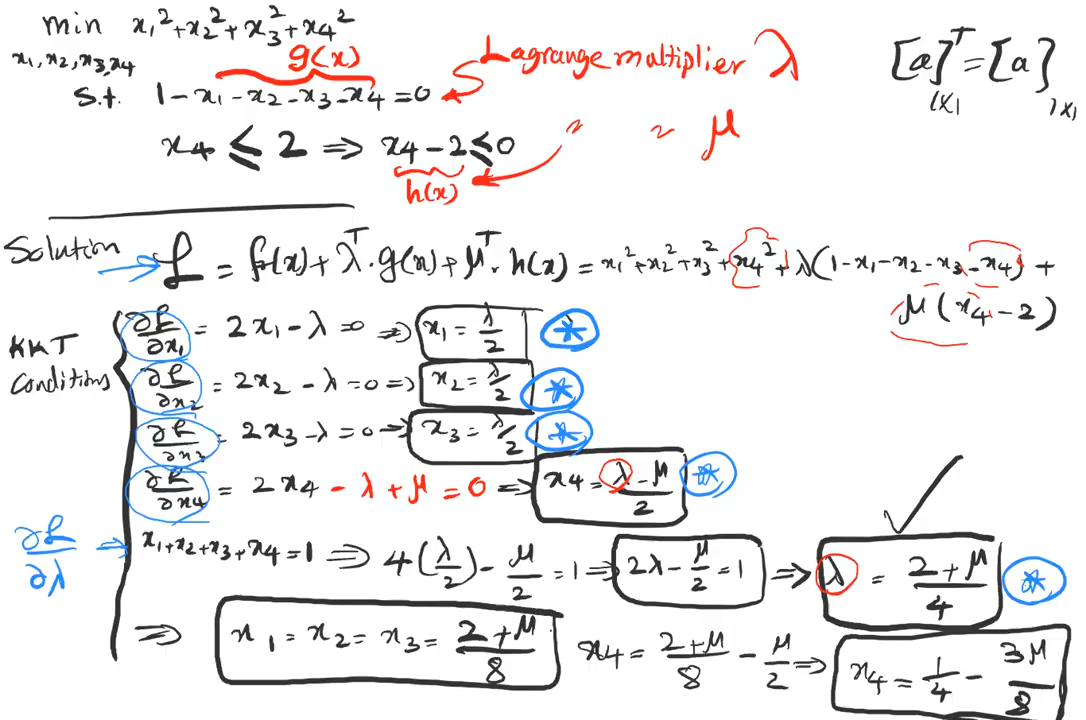 min x₁²+x₂²+x₃²+x₄²
x₁,x₂,x₃,x₄
g(x)
Lagrange multiplier λ
[a]ᵀ₁ₓ₁ = [a]₁ₓ₁
s.t. 1-x₁-x₂-x₃-x₄=0
x₄ ≤ 2 ⇒ x₄-2≤0
〃 〃 μ
h(x)
Solution → ℒ = f(x)+λᵀ·g(x)+μᵀ·h(x) = x₁²+x₂²+x₃²+x₄²+λ(1-x₁-x₂-x₃-x₄)+
μ(x₄-2)
KKT Conditions
∂ℒ/∂x₁ = 2x₁-λ=0 ⇒ x₁=λ/2 *
∂ℒ/∂x₂ = 2x₂-λ=0 ⇒ x₂=λ/2 *
∂ℒ/∂x₃ = 2x₃-λ=0 → x₃=λ/2 *
∂ℒ/∂x₄ = 2x₄-λ+μ=0 ⇒ x₄=(λ-μ)/2 *
∂ℒ/∂λ → x₁+x₂+x₃+x₄=1 ⇒ 4(λ/2)-μ/2=1 ⇒ 2λ-μ/2=1 ⇒ λ=(2+μ)/4 * ✓
⇒ x₁=x₂=x₃=(2+μ)/8 x₄=(2+μ)/8-μ/2 ⇒ x₄=1/4-3μ/8